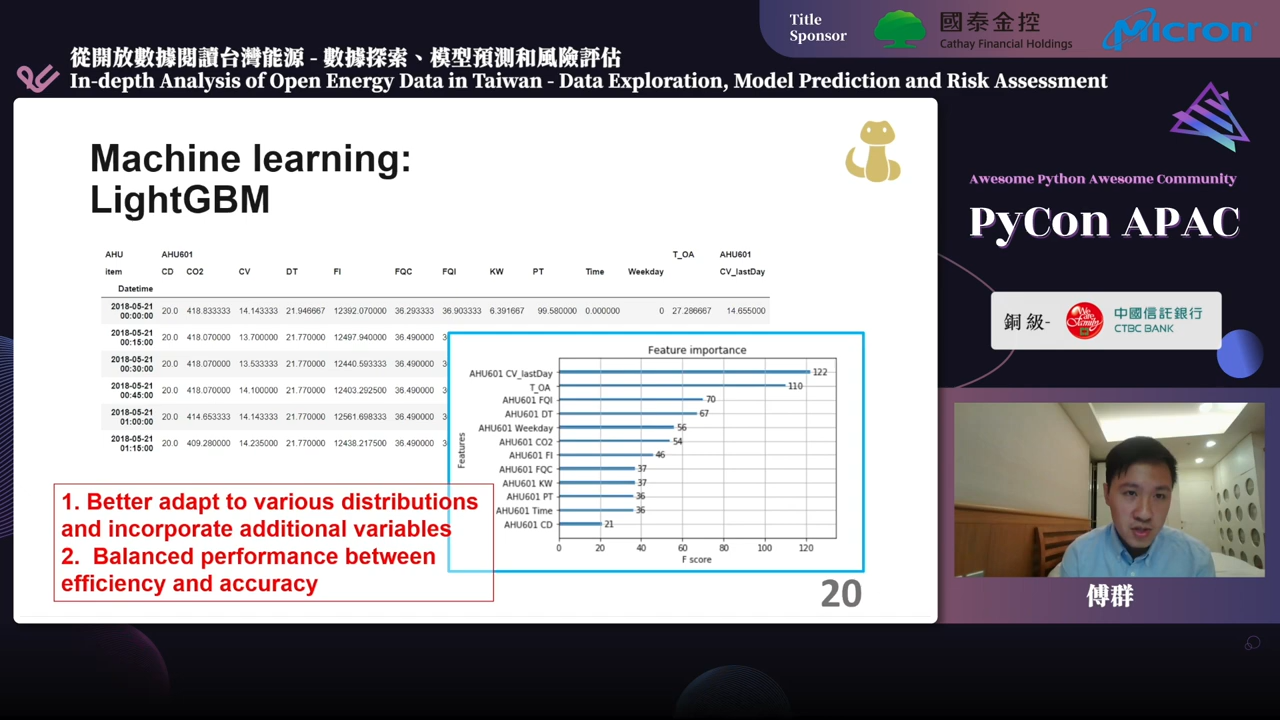 Title
Sponsor
國泰金控
Cathay Financial Holdings
Micron
從開放數據閱讀台灣能源 - 數據探索、模型預測和風險評估
In-depth Analysis of Open Energy Data in Taiwan - Data Exploration, Model Prediction and Risk Assessment
Machine learning:
LightGBM
AHU AHU601 T_OA AHU601
item CD CO2 CV DT FI FQC FQI KW PT Time Weekday CV_lastDay
Datetime
2018-05-21
00:00:00 20.0 418.833333 14.143333 21.946667 12392.070000 36.293333 36.903333 6.391667 99.580000 0.000000 0 27.286667 14.655000
2018-05-21
00:15:00 20.0 418.070000 13.700000 21.770000 12497.940000 36.490000
2018-05-21
00:30:00 20.0 418.070000 13.533333 21.770000 12440.593333 36.490000
2018-05-21
00:45:00 20.0 418.070000 14.100000 21.770000 12403.292500 36.490000
2018-05-21
01:00:00 20.0 414.653333 14.143333 21.770000 12561.698333 36.490000
2018-05-21
01:15:00 20.0 409.280000 14.235000 21.770000 12438.217500 36.490000
Feature importance
AHU601 CV_lastDay 122
T_OA 110
AHU601 FQI 70
AHU601 DT 67
AHU601 Weekday 56
AHU601 CO2 54
AHU601 FI 46
AHU601 FQC 37
AHU601 KW 37
AHU601 PT 36
AHU601 Time 36
AHU601 CD 21
Features
0 20 40 60 80 100 120
F score
1. Better adapt to various distributions
and incorporate additional variables
2. Balanced performance between
efficiency and accuracy
20
Awesome Python Awesome Community
PyCon APAC
銅級-
We are Family
中國信託銀行
CTBC BANK
傅群